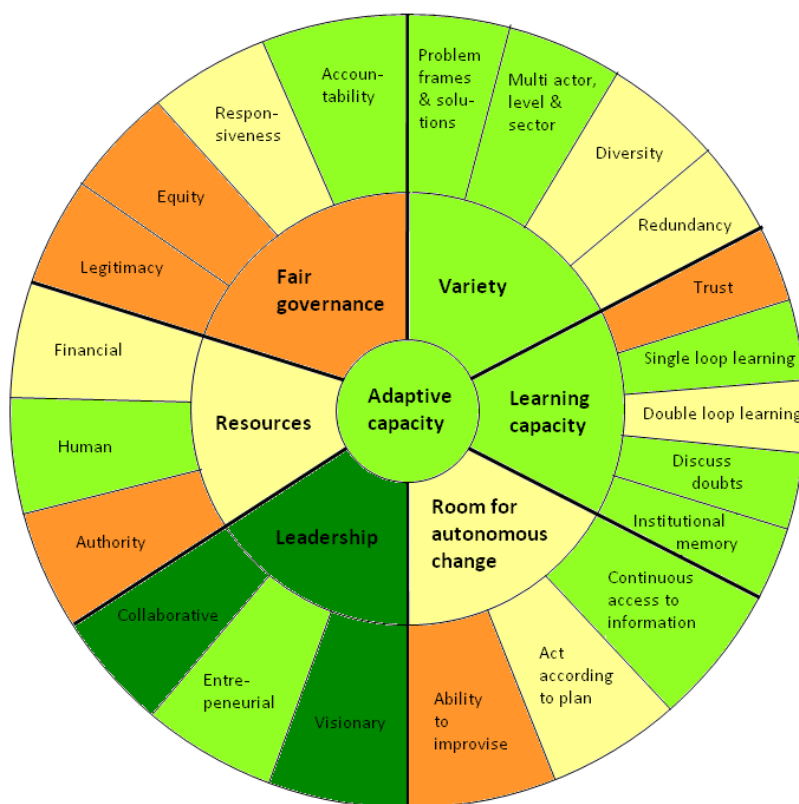 Accoun-
tability
Problem
frames
& solu-
tions
Multi actor,
level &
sector
Diversity
Redundancy
Trust
Single loop learning
Double loop learning
Discuss
doubts
Institutional
memory
Continuous
access to
information
Act
according
to plan
Ability
to
improvise
Visionary
Entre-
peneurial
Collaborative
Authority
Human
Financial
Legitimacy
Equity
Respon-
siveness
Fair
governance
Variety
Learning
capacity
Room for
autonomous
change
Leadership
Resources
Adaptive
capacity